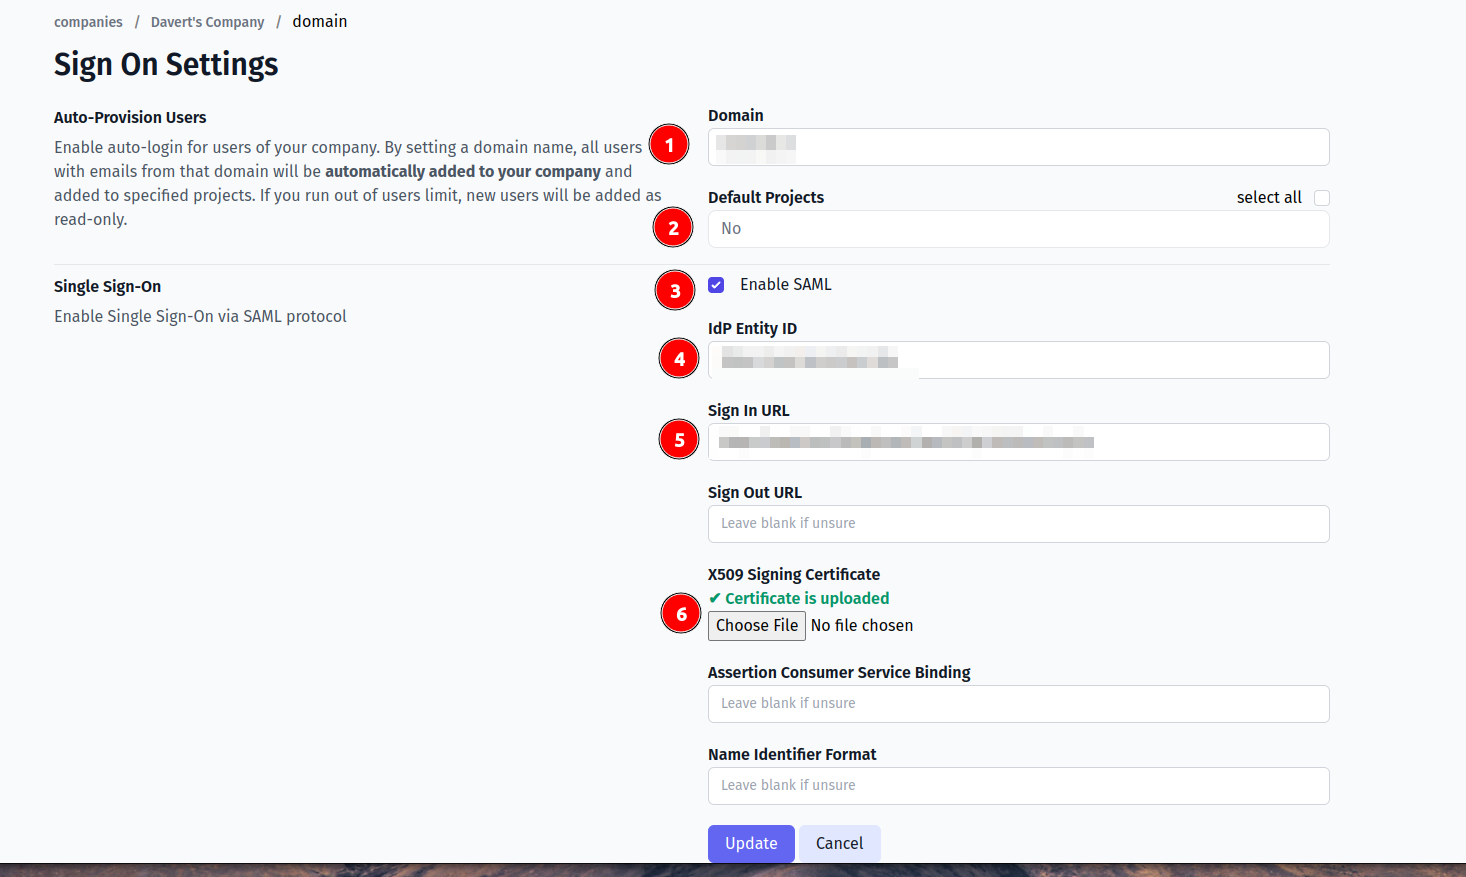 companies / Davert's Company / domain
Sign On Settings
Auto-Provision Users
Enable auto-login for users of your company. By setting a domain name, all users
with emails from that domain will be automatically added to your company and
added to specified projects. If you run out of users limit, new users will be added as
read-only.
1
Domain
Default Projects
select all
2
No
Single Sign-On
Enable Single Sign-On via SAML protocol
3
Enable SAML
IdP Entity ID
4
Sign In URL
5
Sign Out URL
Leave blank if unsure
X509 Signing Certificate
✔ Certificate is uploaded
6
Choose File No file chosen
Assertion Consumer Service Binding
Leave blank if unsure
Name Identifier Format
Leave blank if unsure
Update
Cancel